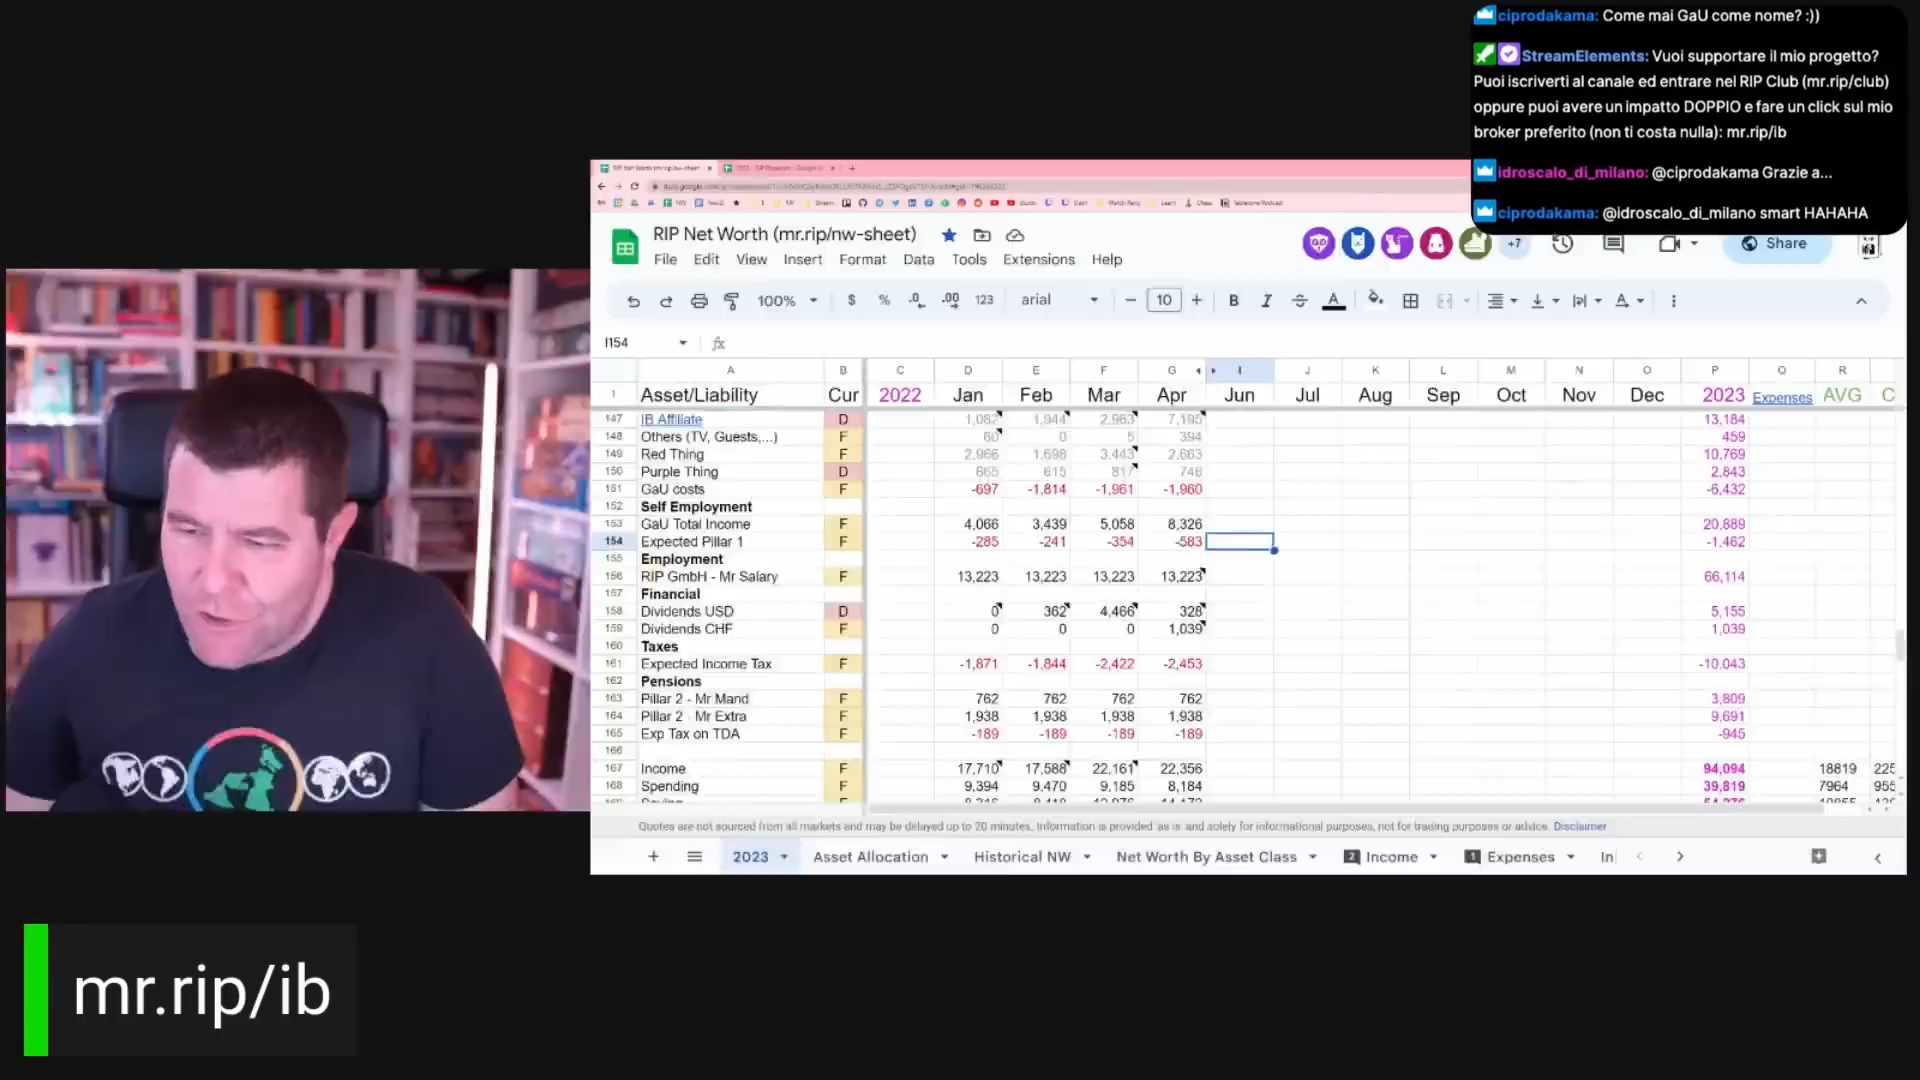 ciprodakama: Come mai GaU come nome? :))
StreamElements: Vuoi supportare il mio progetto?
Puoi iscriverti al canale ed entrare nel RIP Club (mr.rip/club)
oppure puoi avere un impatto DOPPIO e fare un click sul mio
broker preferito (non ti costa nulla): mr.rip/ib
idroscalo_di_milano: @ciprodakama Grazie a...
ciprodakama: @idroscalo_di_milano smart HAHAHA
RIP Net Worth (mr.rip/nw-sheet)
+7 Share
File Edit View Insert Format Data Tools Extensions Help
100% $ % .0 .00 123 arial 10 B I
I154 fx
A B C D E F G I J K L M N O P Q R
1 Asset/Liability Cur 2022 Jan Feb Mar Apr Jun Jul Aug Sep Oct Nov Dec 2023 Expenses AVG C
147 IB Affiliate D 1,082 1,944 2,963 7,195 13,184
148 Others (TV, Guests,...) F 60 0 5 394 459
149 Red Thing F 2,966 1,698 3,443 2,663 10,769
150 Purple Thing D 665 615 817 746 2,843
151 GaU costs F -697 -1,814 -1,961 -1,960 -6,432
152 Self Employment
153 GaU Total Income F 4,066 3,439 5,058 8,326 20,889
154 Expected Pillar 1 F -285 -241 -354 -583 -1,462
155 Employment
156 RIP GmbH - Mr Salary F 13,223 13,223 13,223 13,223 66,114
157 Financial
158 Dividends USD D 0 362 4,466 328 5,155
159 Dividends CHF F 0 0 0 1,039 1,039
160 Taxes
161 Expected Income Tax F -1,871 -1,844 -2,422 -2,453 -10,043
162 Pensions
163 Pillar 2 - Mr Mand F 762 762 762 762 3,809
164 Pillar 2 - Mr Extra F 1,938 1,938 1,938 1,938 9,691
165 Exp Tax on TDA F -189 -189 -189 -189 -945
166
167 Income F 17,710 17,588 22,161 22,356 94,094 18819 225
168 Spending F 9,394 9,470 9,185 8,184 39,819 7964 955
Quotes are not sourced from all markets and may be delayed up to 20 minutes. Information is provided 'as is' and solely for informational purposes, not for trading purposes or advice. Disclaimer
2023 Asset Allocation Historical NW Net Worth By Asset Class 2 Income 1 Expenses In
mr.rip/ib